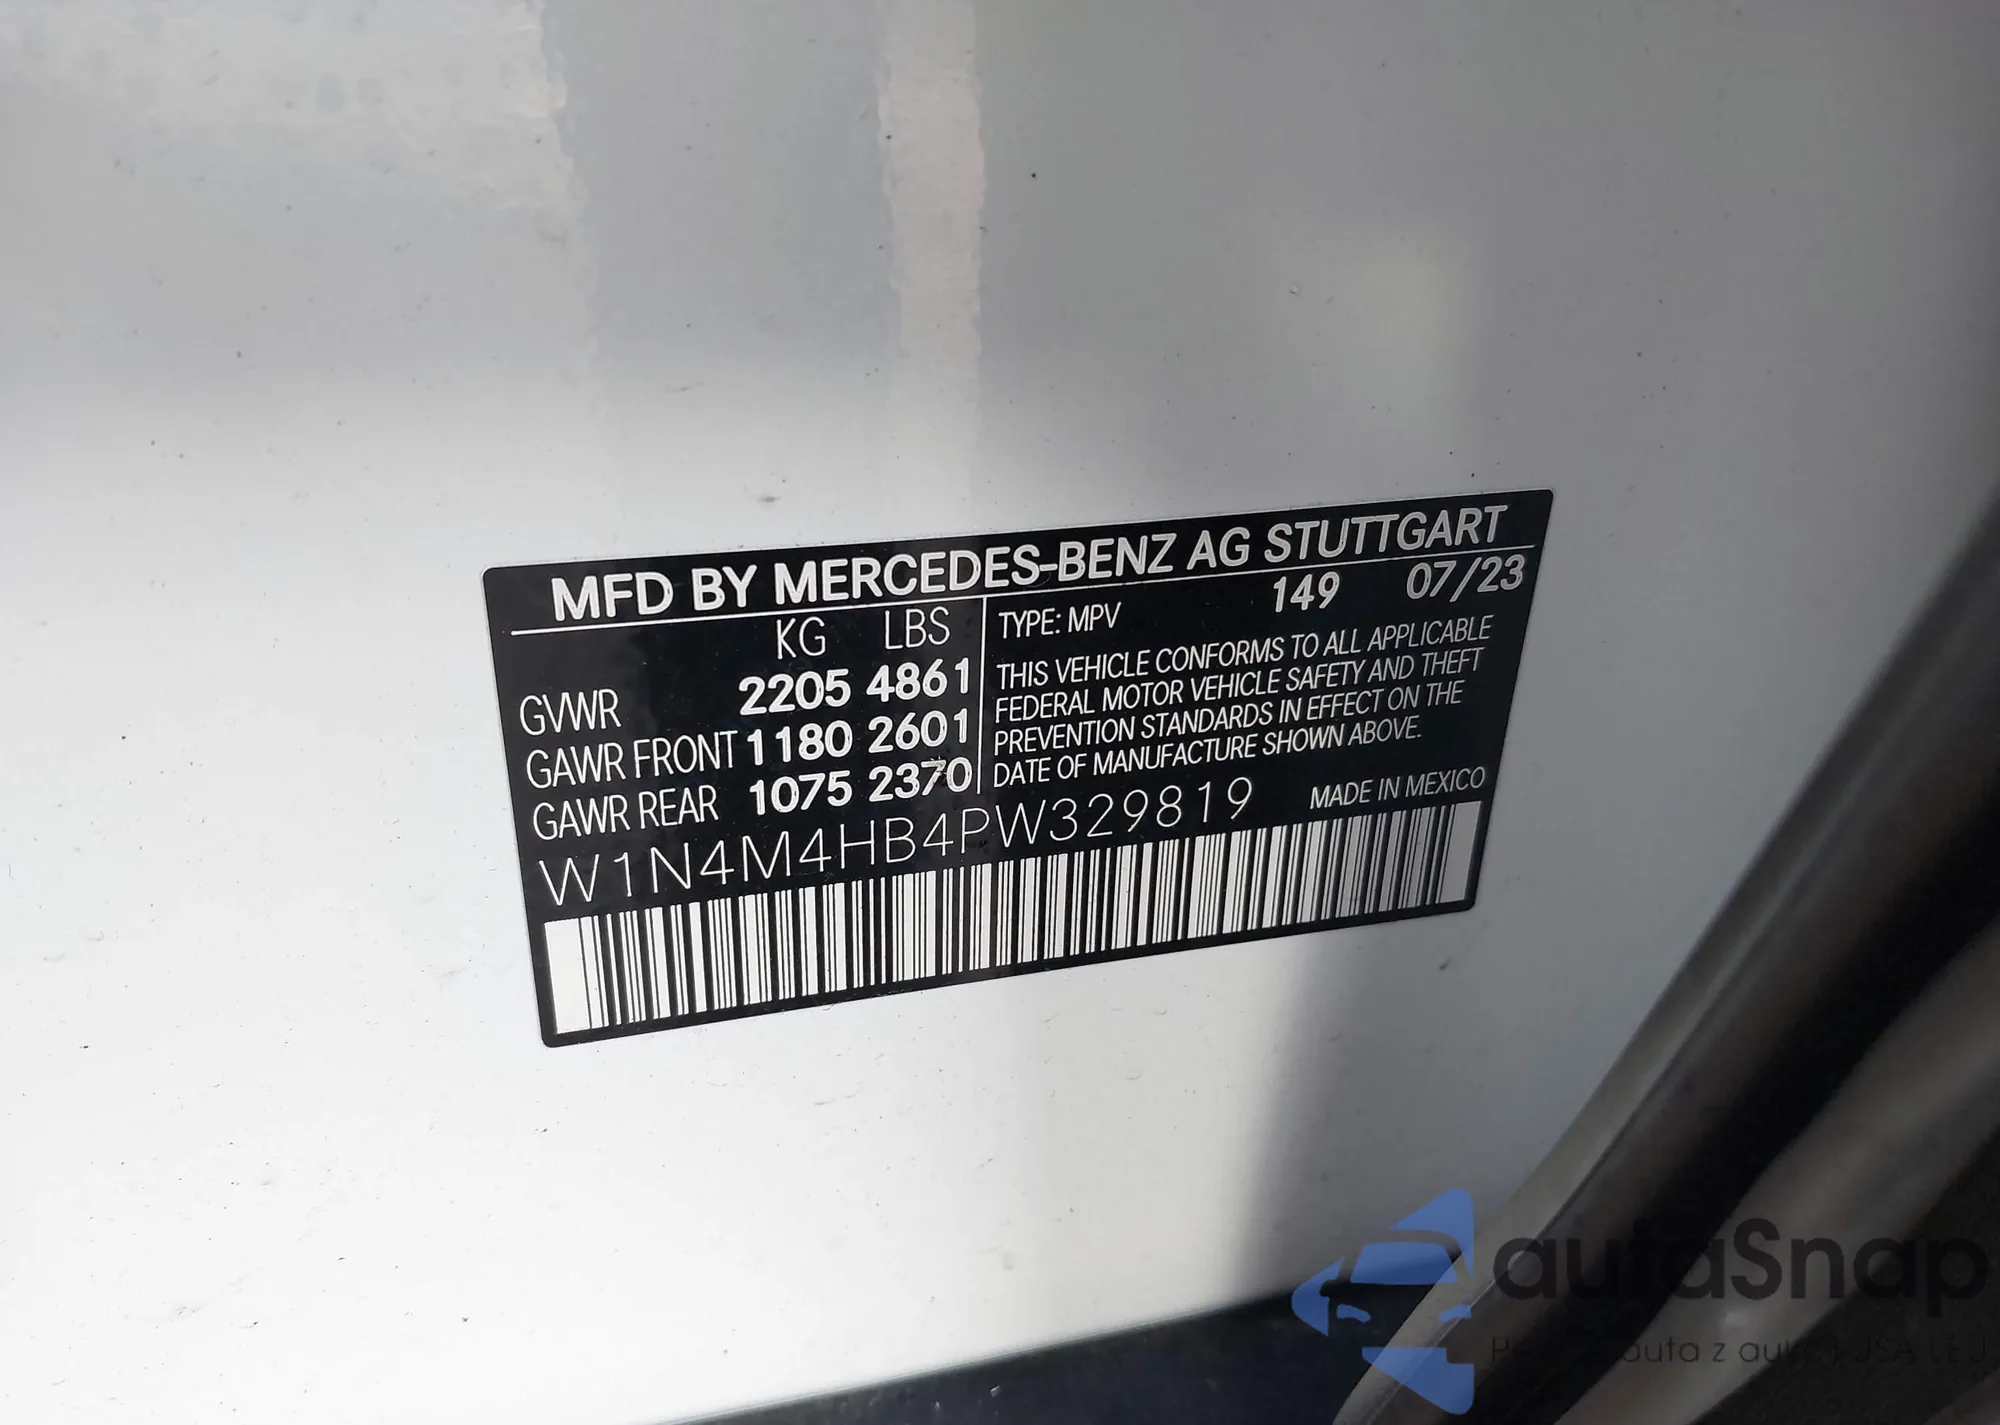 MFD BY MERCEDES-BENZ AG STUTTGART
KG LBS
GVWR 2205 4861
GAWR FRONT 1180 2601
GAWR REAR 1075 2370
TYPE: MPV 149 07/23
THIS VEHICLE CONFORMS TO ALL APPLICABLE
FEDERAL MOTOR VEHICLE SAFETY AND THEFT
PREVENTION STANDARDS IN EFFECT ON THE
DATE OF MANUFACTURE SHOWN ABOVE.
W1N4M4HB4PW329819 MADE IN MEXICO
autaSnap
auta z